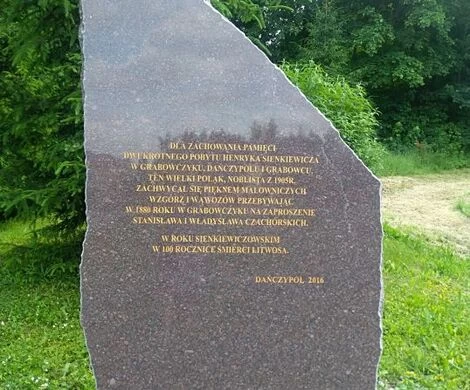 DLA ZACHOWANIA PAMIĘCI
DWUKROTNEGO POBYTU HENRYKA SIENKIEWICZA
W GRABOWCZYKU, DAŃCZYPOLU I GRABOWCU.
TEN WIELKI POLAK, NOBLISTA Z 1905R.
ZACHWYCAŁ SIĘ PIĘKNEM MALOWNICZYCH
WZGÓRZ I WĄWOZÓW PRZEBYWAJĄC
W 1880 ROKU W GRABOWCZYKU NA ZAPROSZENIE
STANISŁAWA I WŁADYSŁAWA CZACHÓRSKICH.
W ROKU SIENKIEWICZOWSKIM
W 100 ROCZNICĘ ŚMIERCI LITWOSA.
DAŃCZYPOL 2016